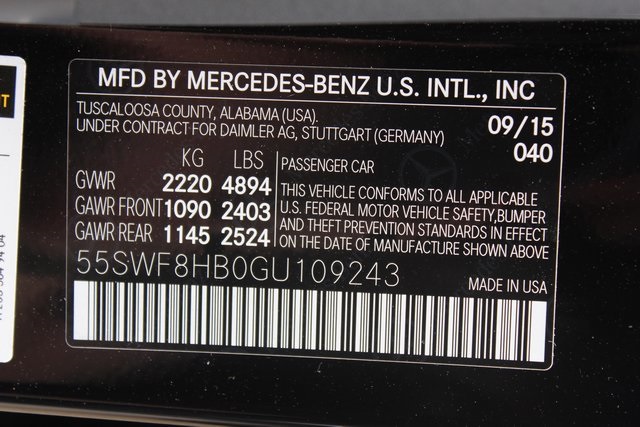 MFD BY MERCEDES-BENZ U.S. INTL., INC
TUSCALOOSA COUNTY, ALABAMA (USA).
UNDER CONTRACT FOR DAIMLER AG, STUTTGART (GERMANY)
09/15
040
KG LBS
GVWR 2220 4894
GAWR FRONT 1090 2403
GAWR REAR 1145 2524
PASSENGER CAR
THIS VEHICLE CONFORMS TO ALL APPLICABLE
U.S. FEDERAL MOTOR VEHICLE SAFETY,BUMPER
AND THEFT PREVENTION STANDARDS IN EFFECT
ON THE DATE OF MANUFACTURE SHOWN ABOVE
55SWF8HB0GU109243
MADE IN USA